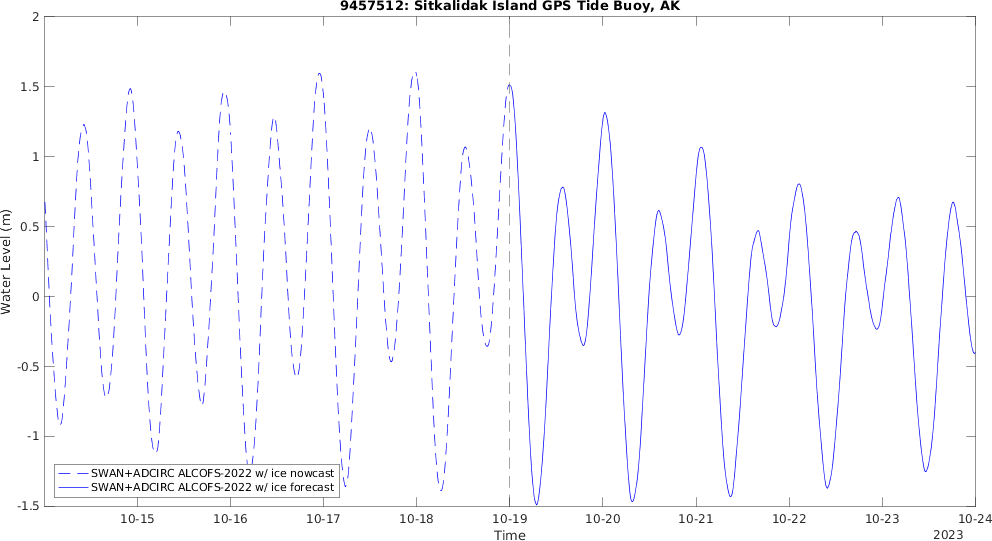 9457512: Sitkalidak Island GPS Tide Buoy, AK
2
1.5
1
0.5
0
-0.5
-1
-1.5
Water Level (m)
SWAN+ADCIRC ALCOFS-2022 w/ ice nowcast
SWAN+ADCIRC ALCOFS-2022 w/ ice forecast
10-15 10-16 10-17 10-18 10-19 10-20 10-21 10-22 10-23 10-24
Time
2023